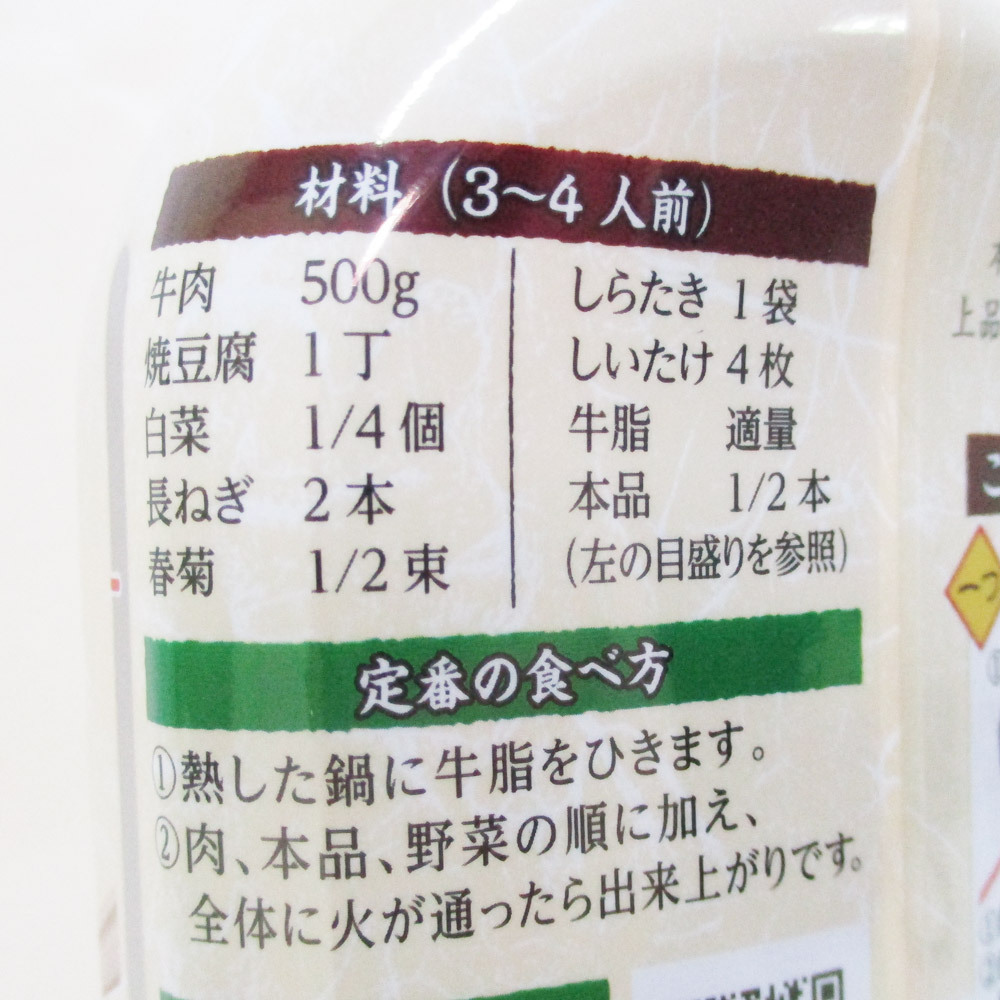 材料（3〜4人前）
牛肉 500g
焼豆腐 1丁
白菜 1/4個
長ねぎ 2本
春菊 1/2束
しらたき 1袋
しいたけ 4枚
牛脂 適量
本品 1/2本
（左の目盛りを参照）
定番の食べ方
①熱した鍋に牛脂をひきます。
②肉、本品、野菜の順に加え、
全体に火が通ったら出来上がりです。
上品